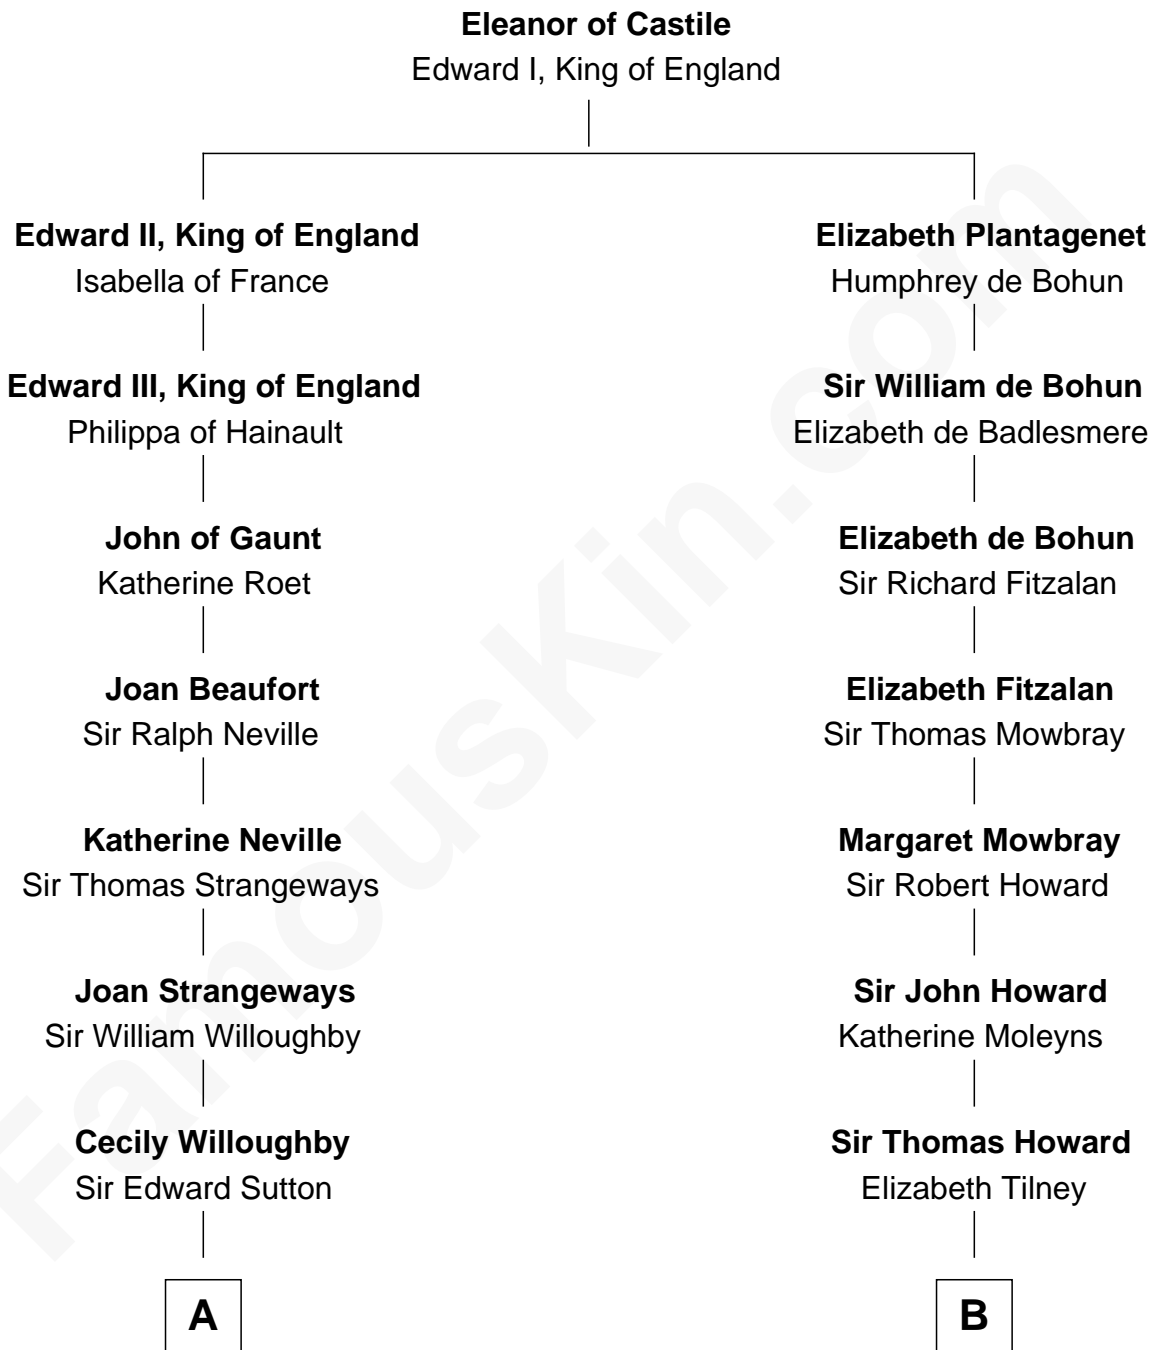 Eleanor of Castile
Edward I, King of England
Edward II, King of England
Isabella of France
Elizabeth Plantagenet
Humphrey de Bohun
Edward III, King of England
Philippa of Hainault
Sir William de Bohun
Elizabeth de Badlesmere
John of Gaunt
Katherine Roet
Elizabeth de Bohun
Sir Richard Fitzalan
Joan Beaufort
Sir Ralph Neville
Elizabeth Fitzalan
Sir Thomas Mowbray
Katherine Neville
Sir Thomas Strangeways
Margaret Mowbray
Sir Robert Howard
Joan Strangeways
Sir William Willoughby
Sir John Howard
Katherine Moleyns
Cecily Willoughby
Sir Edward Sutton
Sir Thomas Howard
Elizabeth Tilney
A
B
FamousKin.com